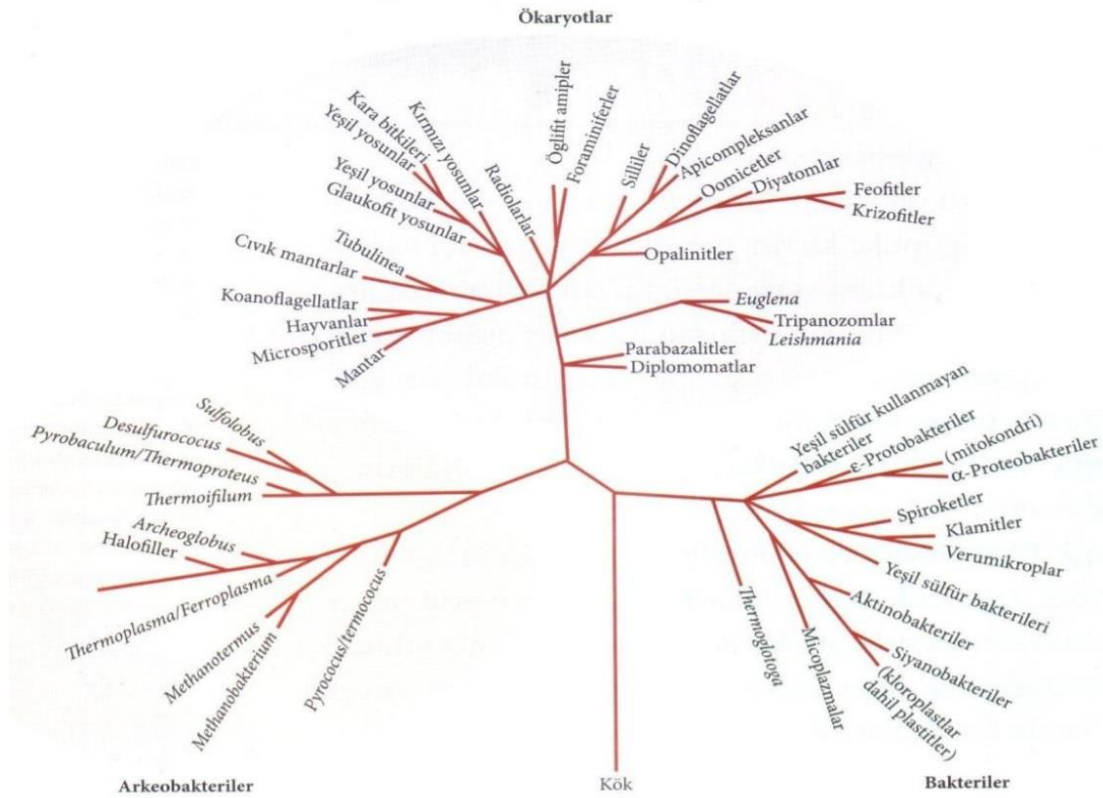 Ökaryotlar
Kara bitkileri
Yeşil yosunlar
Kırmızı yosunlar
Yeşil yosunlar
Glaukofit yosunlar
Radiolarlar
Öglifit amipler
Foraminiferler
Silliler
Dinoflagellatlar
Apicompleksanlar
Oomicetler
Diyatomlar
Feofitler
Krizofitler
Opalinitler
Tubulinea
Cıvık mantarlar
Koanoflagellatlar
Hayvanlar
Microsporitler
Mantar
Euglena
Tripanozomlar
Leishmania
Parabazalitler
Diplomomatlar
Sulfolobus
Desulfurococus
Pyrobaculum/Thermoproteus
Thermoifilum
Archeoglobus
Halofiller
Thermoplasma/Ferroplasma
Methanotermus
Methanobakterium
Pyrococus/termococus
Yeşil sülfür kullanmayan
bakteriler
ε-Protobakteriler
(mitokondri)
α-Proteobakteriler
Spiroketler
Klamitler
Verumikroplar
Yeşil sülfür bakterileri
Aktinobakteriler
Siyanobakteriler
(kloroplastlar
dahil plastitler)
Micoplazmalar
Thermoglotoga
Arkeobakteriler
Kök
Bakteriler